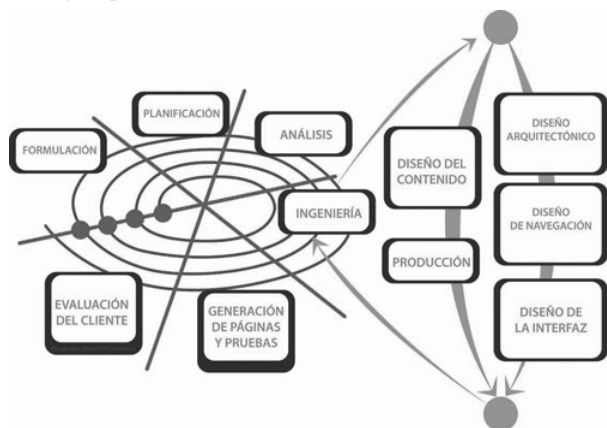 PLANIFICACIÓN
FORMULACIÓN
ANÁLISIS
INGENIERÍA
EVALUACIÓN
DEL CLIENTE
GENERACIÓN
DE PÁGINAS
Y PRUEBAS
DISEÑO DEL
CONTENIDO
PRODUCCIÓN
DISEÑO
ARQUITECTÓNICO
DISEÑO
DE NAVEGACIÓN
DISEÑO DE
LA INTERFAZ